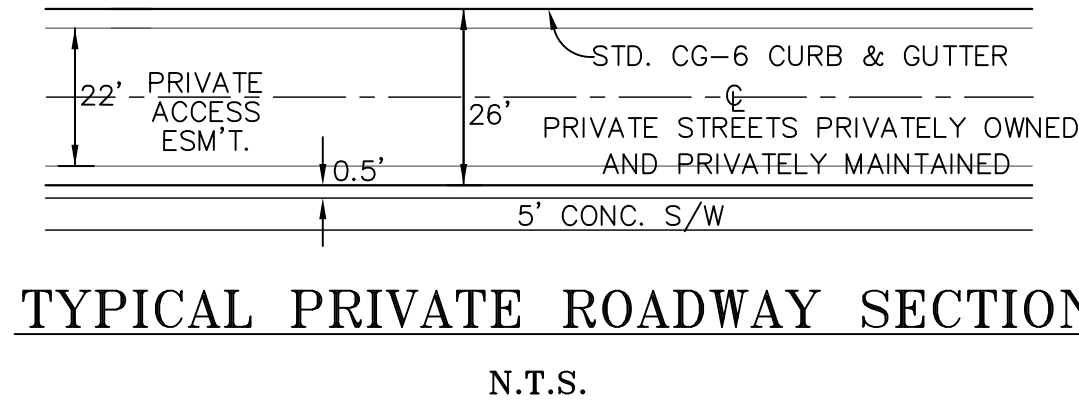 STD. CG-6 CURB & GUTTER
22'
PRIVATE
ACCESS
ESM'T.
26'
℄
PRIVATE STREETS PRIVATELY OWNED
AND PRIVATELY MAINTAINED
0.5'
5' CONC. S/W
TYPICAL PRIVATE ROADWAY SECTION
N.T.S.